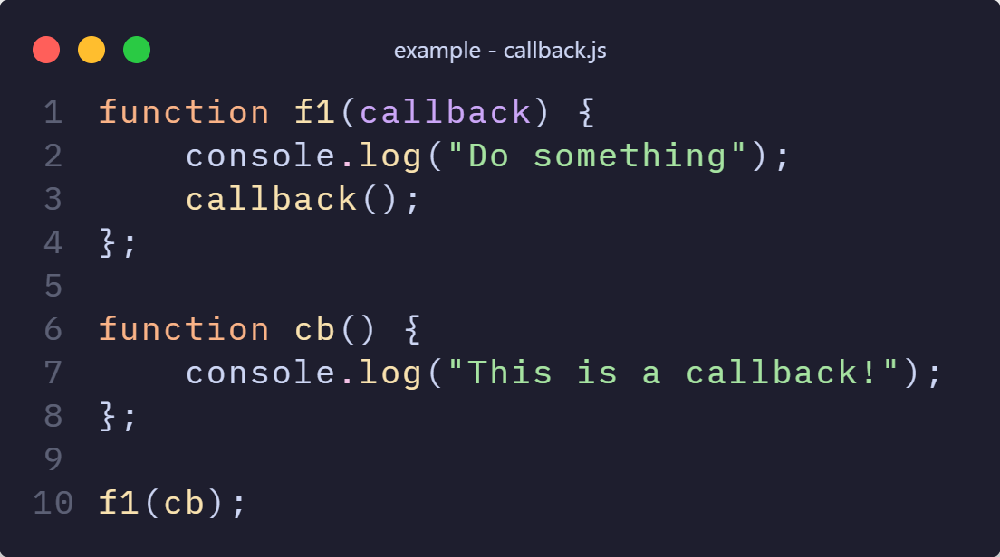 example - callback.js
1 function f1(callback) {
2     console.log("Do something");
3     callback();
4 };
5
6 function cb() {
7     console.log("This is a callback!");
8 };
9
10 f1(cb);